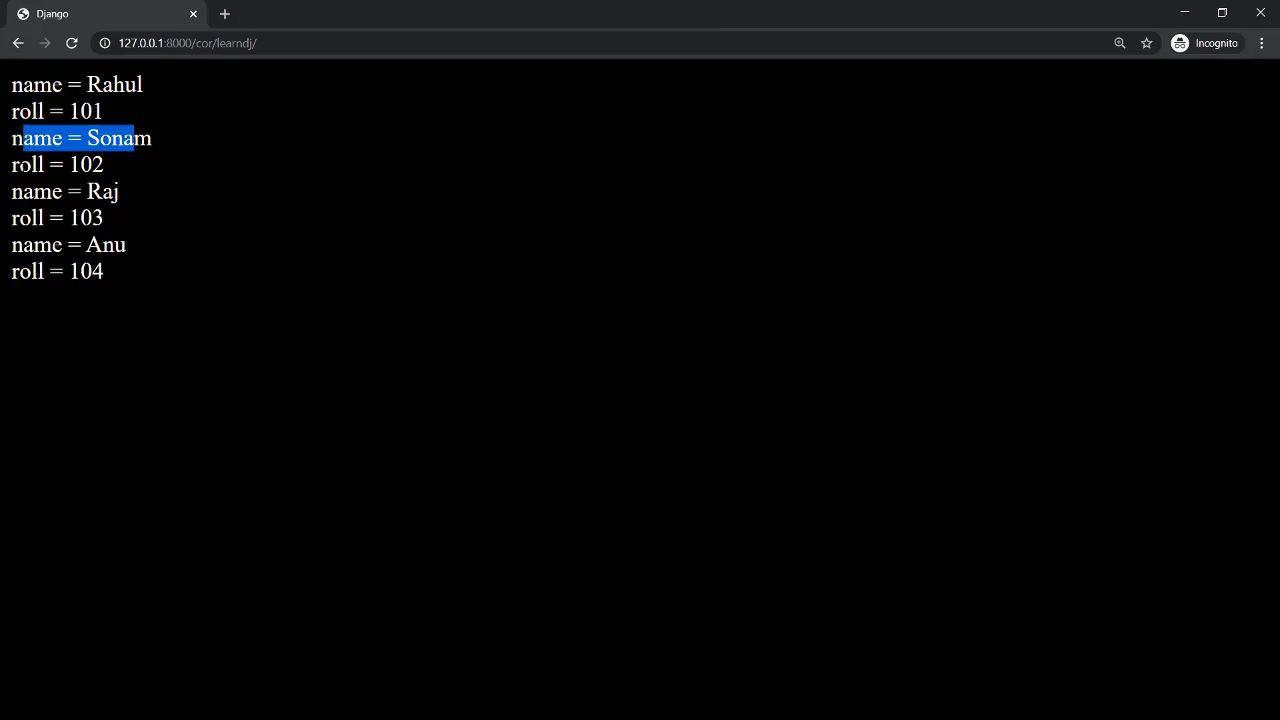 Django
127.0.0.1:8000/cor/learndj/
Incognito
name = Rahul
roll = 101
name = Sonam
roll = 102
name = Raj
roll = 103
name = Anu
roll = 104